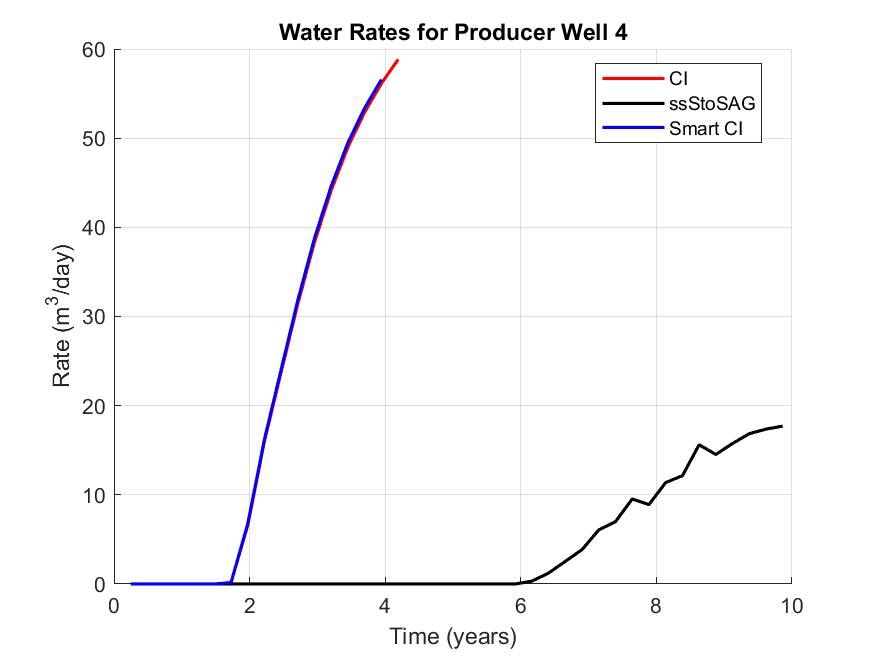 Water Rates for Producer Well 4
60
50
40
30
20
10
0
Rate (m³/day)
CI
ssStoSAG
Smart CI
0 2 4 6 8 10
Time (years)